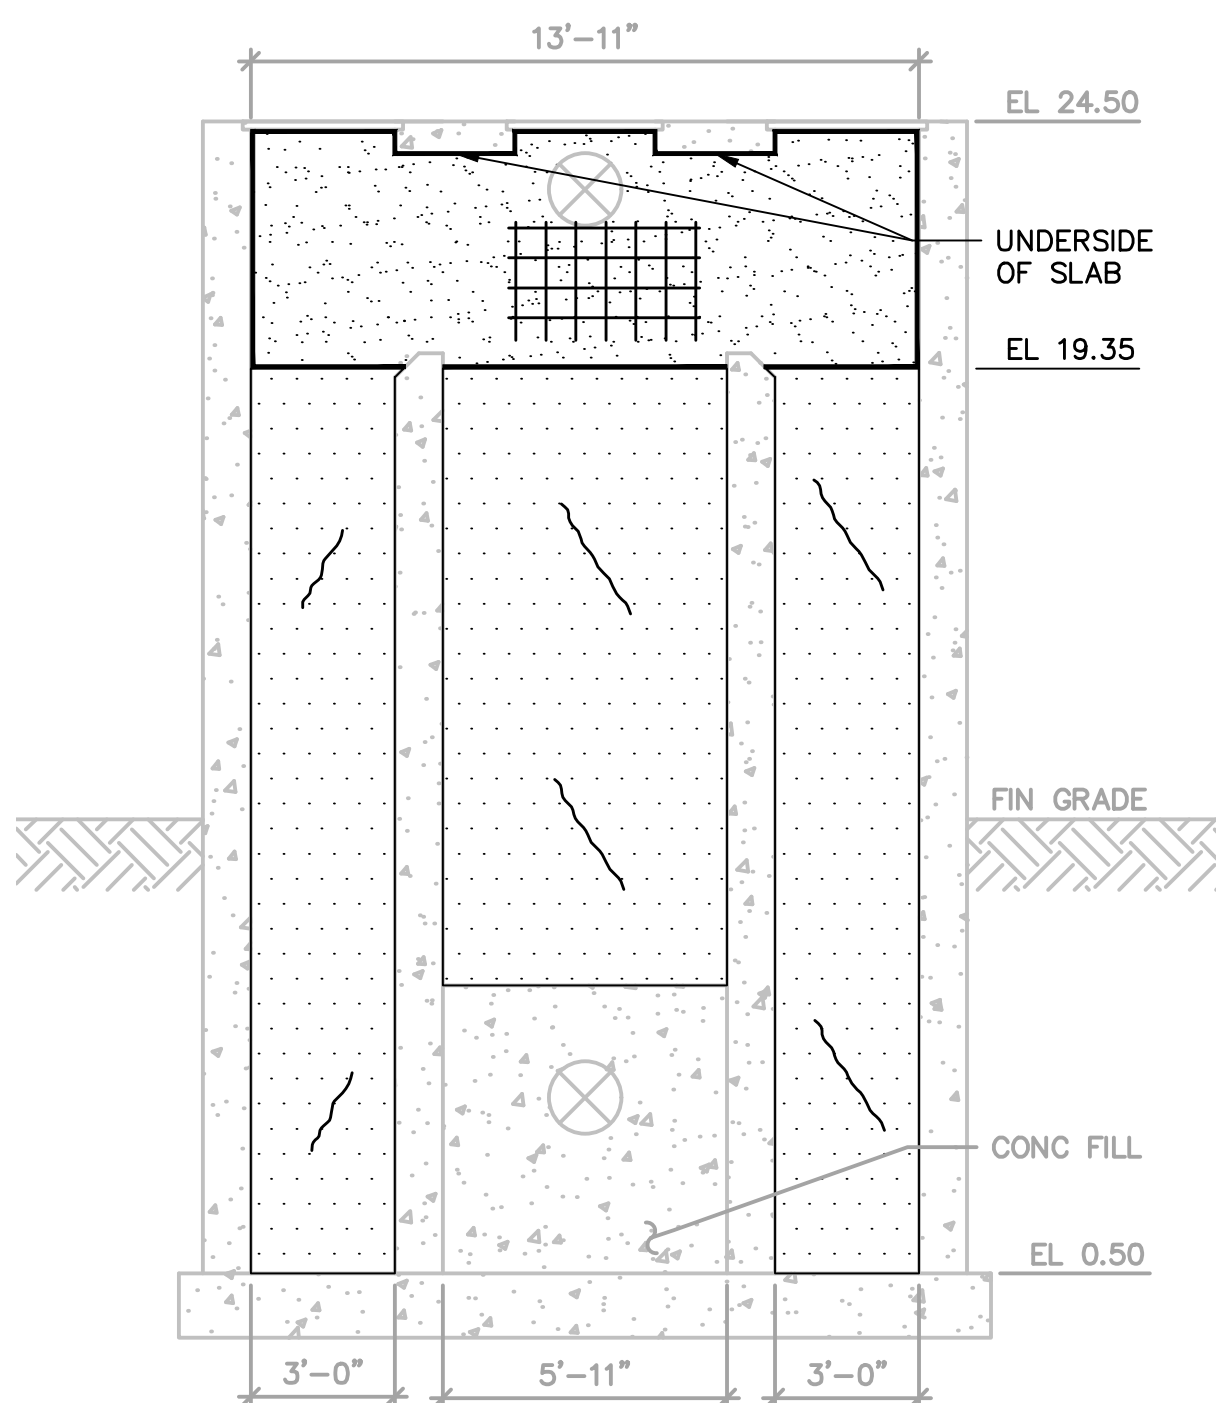 13'-11"
EL 24.50
UNDERSIDE
OF SLAB
EL 19.35
FIN GRADE
CONC FILL
EL 0.50
3'-0"
5'-11"
3'-0"